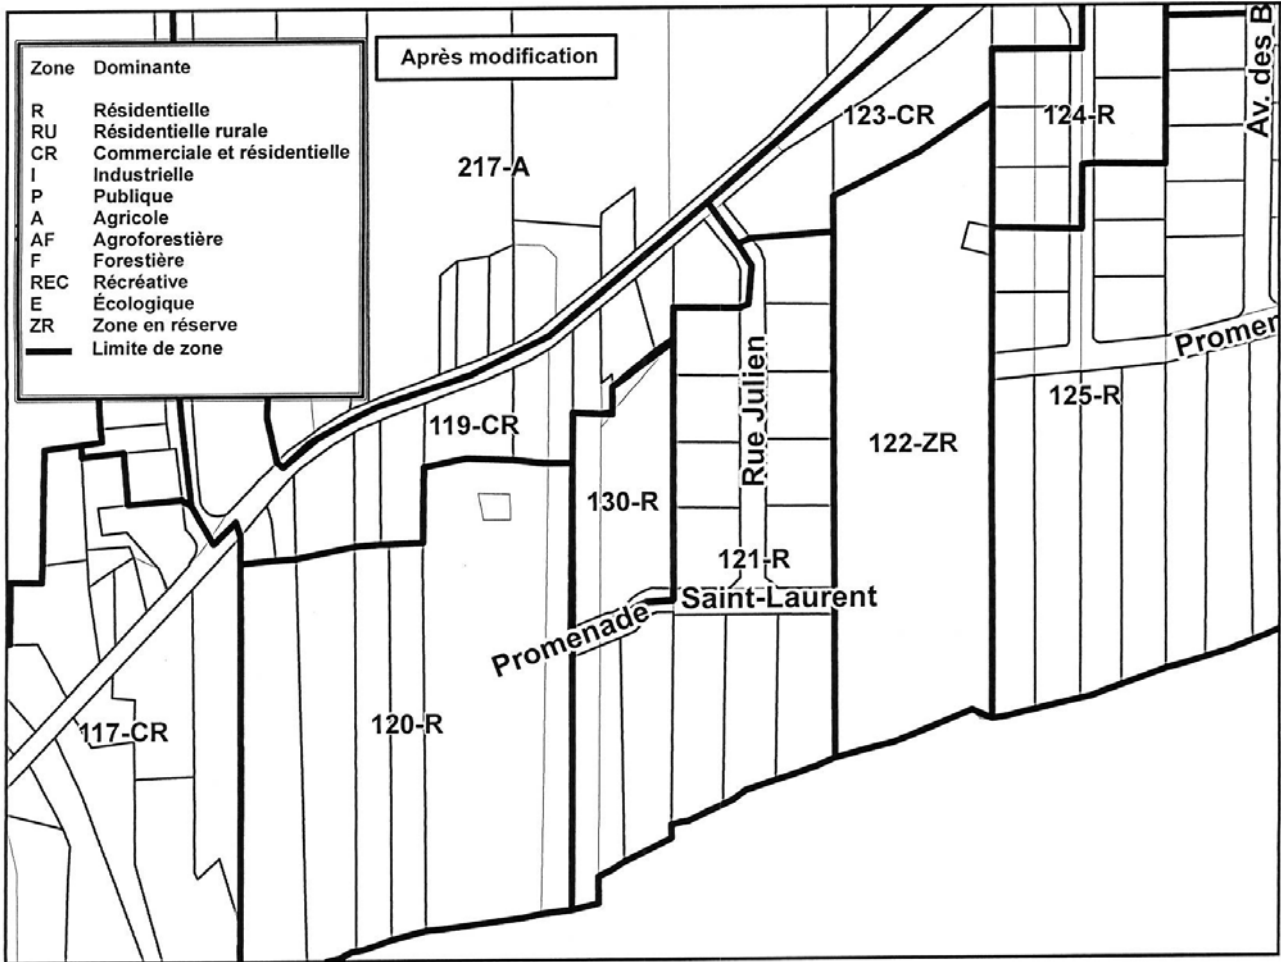 Après modification
Zone Dominante
R Résidentielle
RU Résidentielle rurale
CR Commerciale et résidentielle
I Industrielle
P Publique
A Agricole
AF Agroforestière
F Forestière
REC Récréative
E Écologique
ZR Zone en réserve
Limite de zone
217-A
123-CR
124-R
Av. des B
Promen
125-R
119-CR
Rue Julien
122-ZR
130-R
121-R
Promenade Saint-Laurent
117-CR
120-R